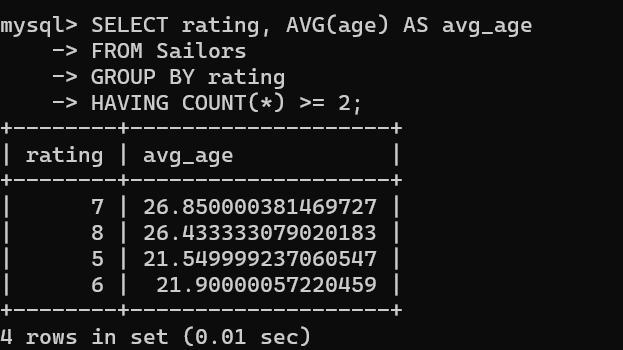 mysql> SELECT rating, AVG(age) AS avg_age
    -> FROM Sailors
    -> GROUP BY rating
    -> HAVING COUNT(*) >= 2;
+--------+--------------------+
| rating | avg_age            |
+--------+--------------------+
|      7 | 26.850000381469727 |
|      8 | 26.433333079020183 |
|      5 | 21.549999237060547 |
|      6 |  21.90000057220459 |
+--------+--------------------+
4 rows in set (0.01 sec)